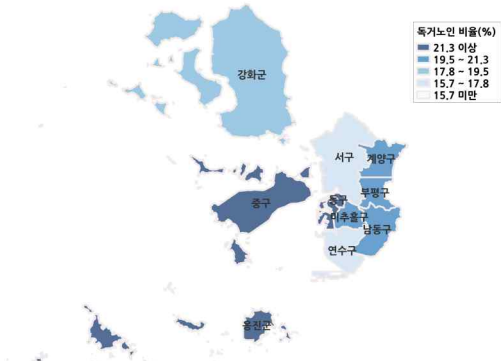 독거노인 비율(%)
21.3 이상
19.5 ~ 21.3
17.8 ~ 19.5
15.7 ~ 17.8
15.7 미만
강화군
서구
계양구
부평구
동구
중구
미추홀구
남동구
연수구
옹진군